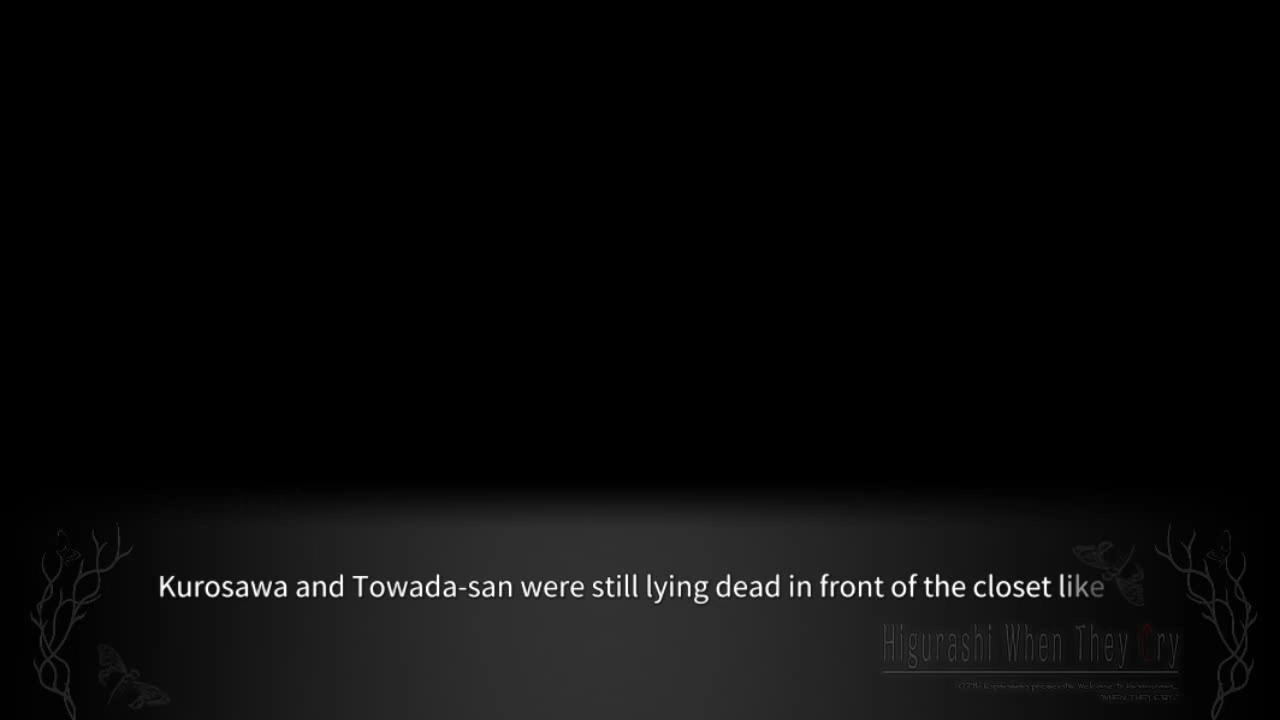 Kurosawa and Towada-san were still lying dead in front of the closet like
Higurashi When They Cry